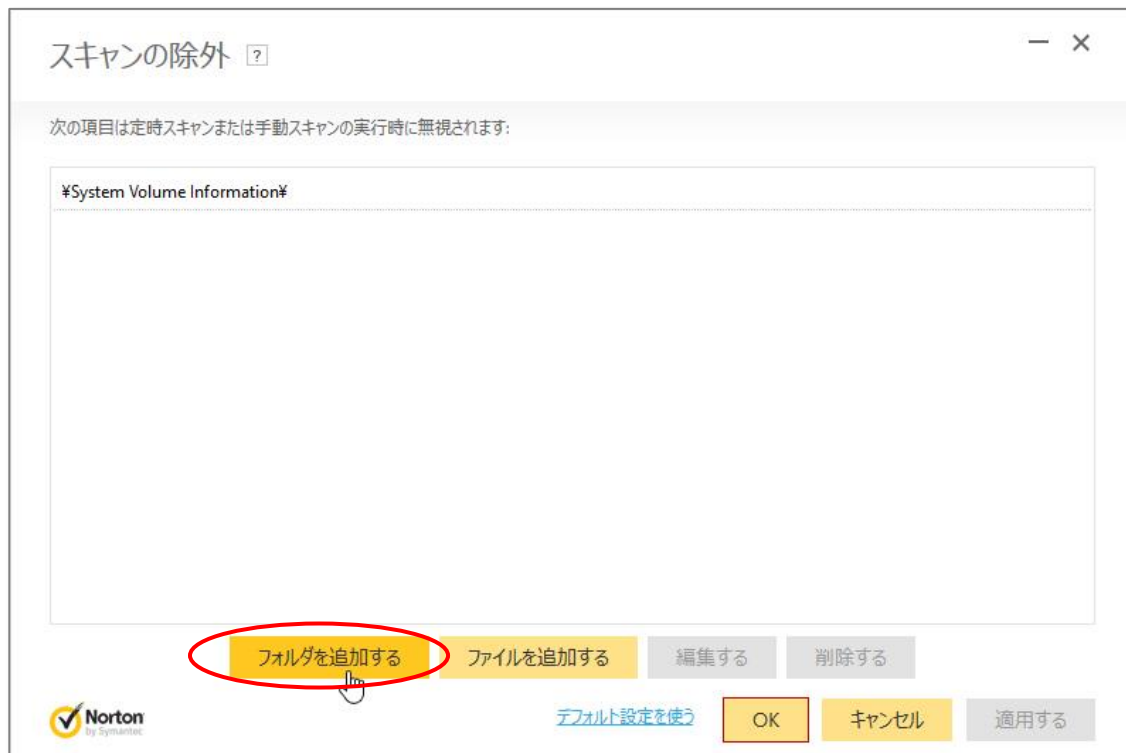 スキャンの除外 ?
次の項目は定時スキャンまたは手動スキャンの実行時に無視されます:
¥System Volume Information¥
フォルダを追加する ファイルを追加する 編集する 削除する
Norton
by Symantec
デフォルト設定を使う OK キャンセル 適用する